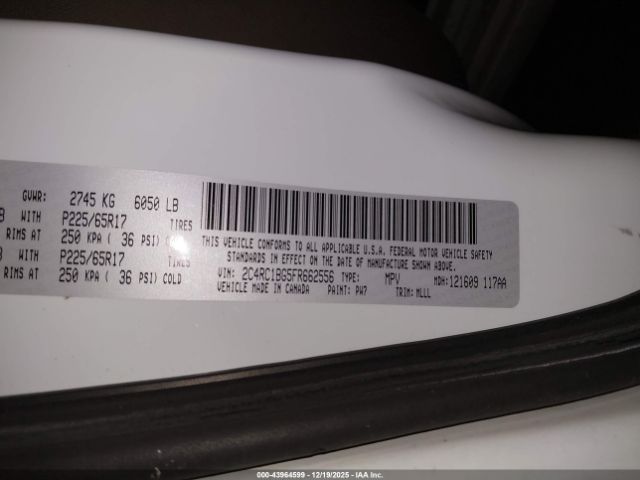 GVWR: 2745 KG 6050 LB
WITH P225/65R17 TIRES
RIMS AT 250 KPA ( 36 PSI) COLD
WITH P225/65R17 TIRES
RIMS AT 250 KPA ( 36 PSI) COLD
THIS VEHICLE CONFORMS TO ALL APPLICABLE U.S.A. FEDERAL MOTOR VEHICLE SAFETY
STANDARDS IN EFFECT ON THE DATE OF MANUFACTURE SHOWN ABOVE.
VIN: 2C4RC1BG5FR662556 TYPE: MPV MDH:121609 117AA
VEHICLE MADE IN CANADA PAINT: PW7 TRIM: MLLL
000-43964599 | 12/19/2025 | IAA Inc.